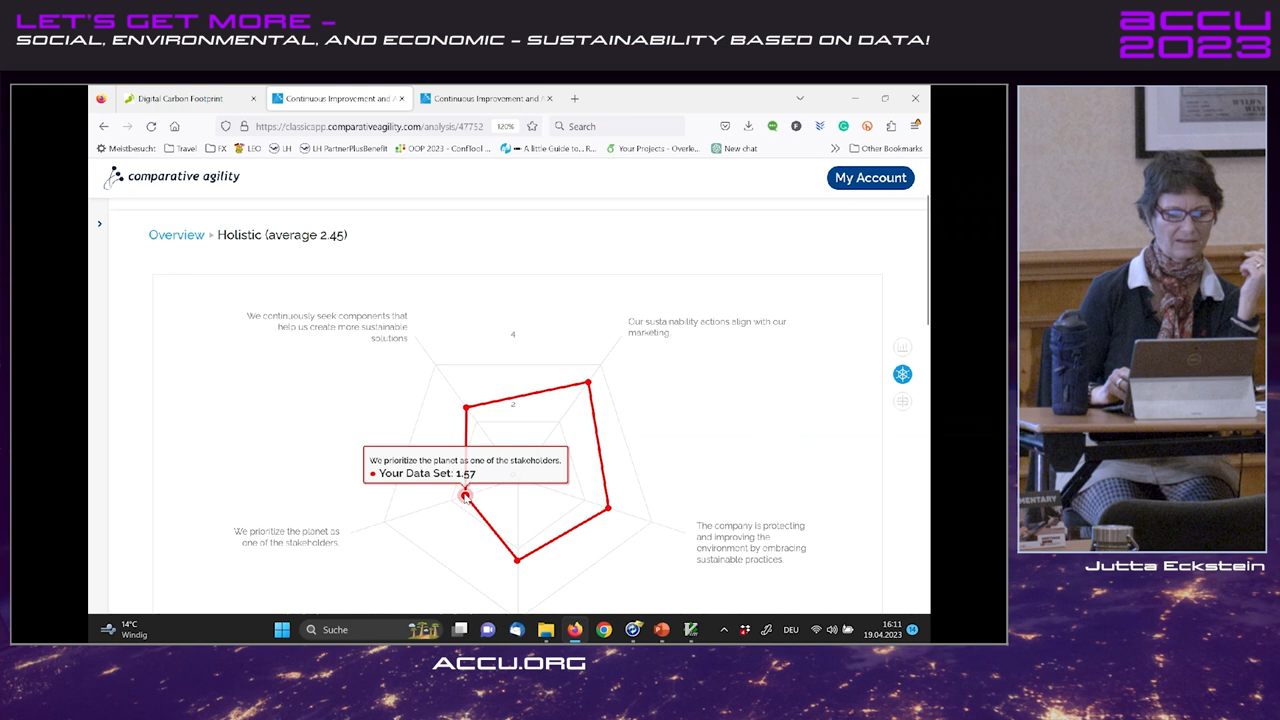 LET'S GET MORE –
SOCIAL, ENVIRONMENTAL, AND ECONOMIC – SUSTAINABILITY BASED ON DATA!
ACCU
2023
Digital Carbon Footprint
Continuous Improvement and A
Continuous Improvement and A
https://classicapp.comparativeagility.com/analysis/47752
120%
Search
Meistbesucht
Travel
FX
LEO
LH
LH PartnerPlusBenefit
OOP 2023 - ConfTool ...
A little Guide to... R...
Your Projects - Overle...
New chat
Other Bookmarks
comparative agility
My Account
Overview
Holistic (average 2.45)
We continuously seek components that
help us create more sustainable
solutions
4
Our sustainability actions align with our
marketing.
2
We prioritize the planet as one of the stakeholders.
Your Data Set: 1.57
We prioritize the planet as
one of the stakeholders.
The company is protecting
and improving the
environment by embracing
sustainable practices.
14°C
Windig
Suche
DEU
16:11
19.04.2023
MENTARY
Jutta Eckstein
ACCU.ORG